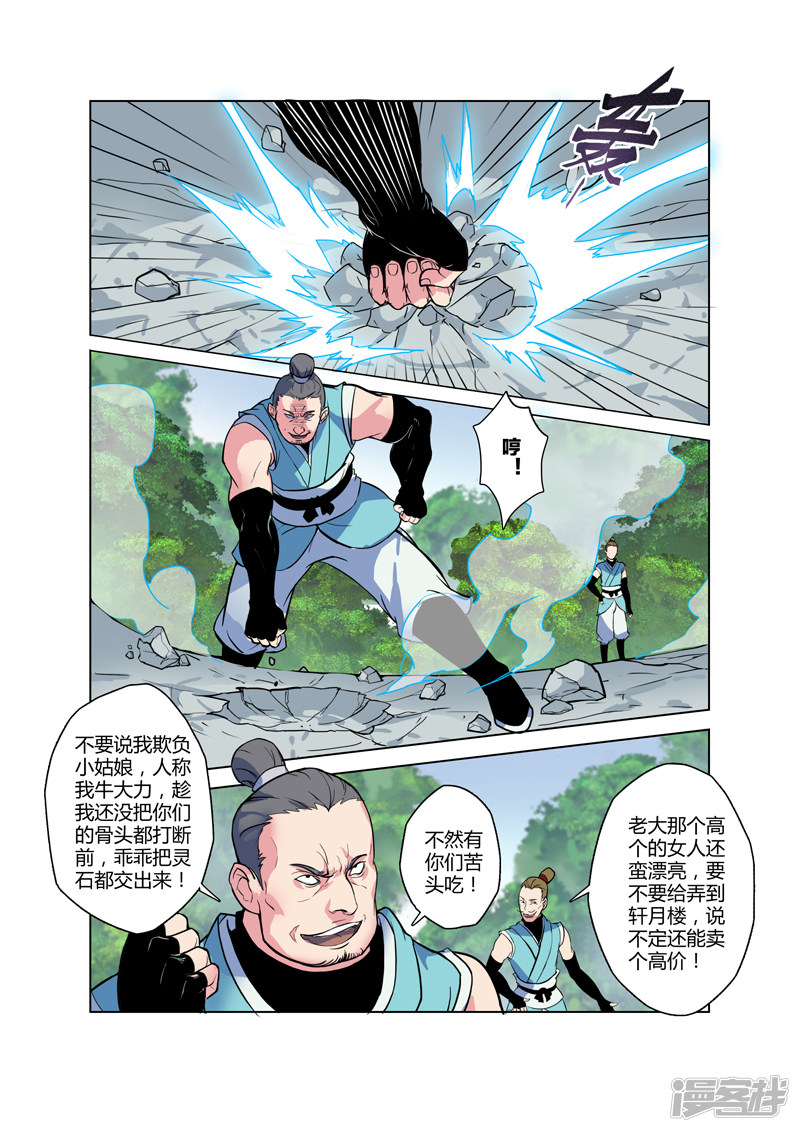 轰
哼！
不要说我欺负
小姑娘，人称
我牛大力，趁
我还没把你们
的骨头都打断
前，乖乖把灵
石都交出来！
不然有
你们苦
头吃！
老大那个高
个的女人还
蛮漂亮，要
不要给弄到
轩月楼，说
不定还能卖
个高价！
漫客栈